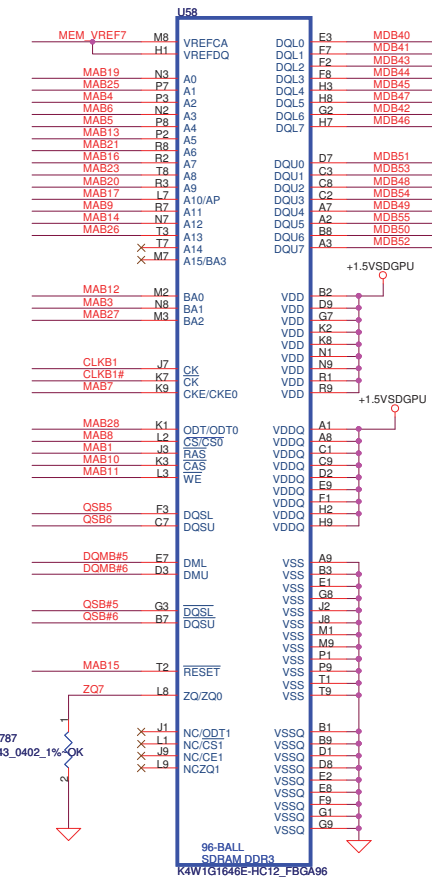 U58
MEM_VREF7 M8 VREFCA
H1 VREFDQ
MAB19 N3 A0
MAB25 P7 A1
MAB4 P3 A2
MAB6 N2 A3
MAB5 P8 A4
MAB13 P2 A5
MAB21 R8 A6
MAB16 R2 A7
MAB23 T8 A8
MAB20 R3 A9
MAB17 L7 A10/AP
MAB9 R7 A11
MAB14 N7 A12
MAB26 T3 A13
T7 A14
M7 A15/BA3
MAB12 M2 BA0
MAB3 N8 BA1
MAB27 M3 BA2
CLKB1 J7 CK
CLKB1# K7 CK
MAB7 K9 CKE/CKE0
MAB28 K1 ODT/ODT0
MAB8 L2 CS/CS0
MAB1 J3 RAS
MAB10 K3 CAS
MAB11 L3 WE
QSB5 F3 DQSL
QSB6 C7 DQSU
DQMB#5 E7 DML
DQMB#6 D3 DMU
QSB#5 G3 DQSL
QSB#6 B7 DQSU
MAB15 T2 RESET
ZQ7 L8 ZQ/ZQ0
1
787
43_0402_1%~OK
2
J1 NC/ODT1
L1 NC/CS1
J9 NC/CE1
L9 NCZQ1
DQL0 E3 MDB40
DQL1 F7 MDB41
DQL2 F2 MDB43
DQL3 F8 MDB44
DQL4 H3 MDB45
DQL5 H8 MDB47
DQL6 G2 MDB42
DQL7 H7 MDB46
DQU0 D7 MDB51
DQU1 C3 MDB53
DQU2 C8 MDB48
DQU3 C2 MDB54
DQU4 A7 MDB49
DQU5 A2 MDB55
DQU6 B8 MDB50
DQU7 A3 MDB52
+1.5VSDGPU
VDD B2
VDD D9
VDD G7
VDD K2
VDD K8
VDD N1
VDD N9
VDD R1
VDD R9
+1.5VSDGPU
VDDQ A1
VDDQ A8
VDDQ C1
VDDQ C9
VDDQ D2
VDDQ E9
VDDQ F1
VDDQ H2
VDDQ H9
VSS A9
VSS B3
VSS E1
VSS G8
VSS J2
VSS J8
VSS M1
VSS M9
VSS P1
VSS P9
VSS T1
VSS T9
VSSQ B1
VSSQ B9
VSSQ D1
VSSQ D8
VSSQ E2
VSSQ E8
VSSQ F9
VSSQ G1
VSSQ G9
96-BALL
SDRAM DDR3
K4W1G1646E-HC12_FBGA96